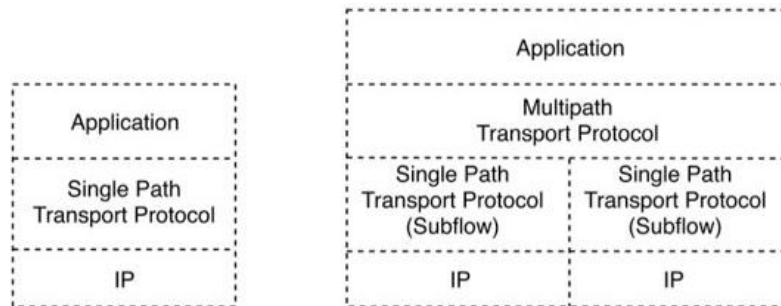 Application
Single Path
Transport Protocol
IP
Application
Multipath
Transport Protocol
Single Path
Transport Protocol
(Subflow)
Single Path
Transport Protocol
(Subflow)
IP
IP